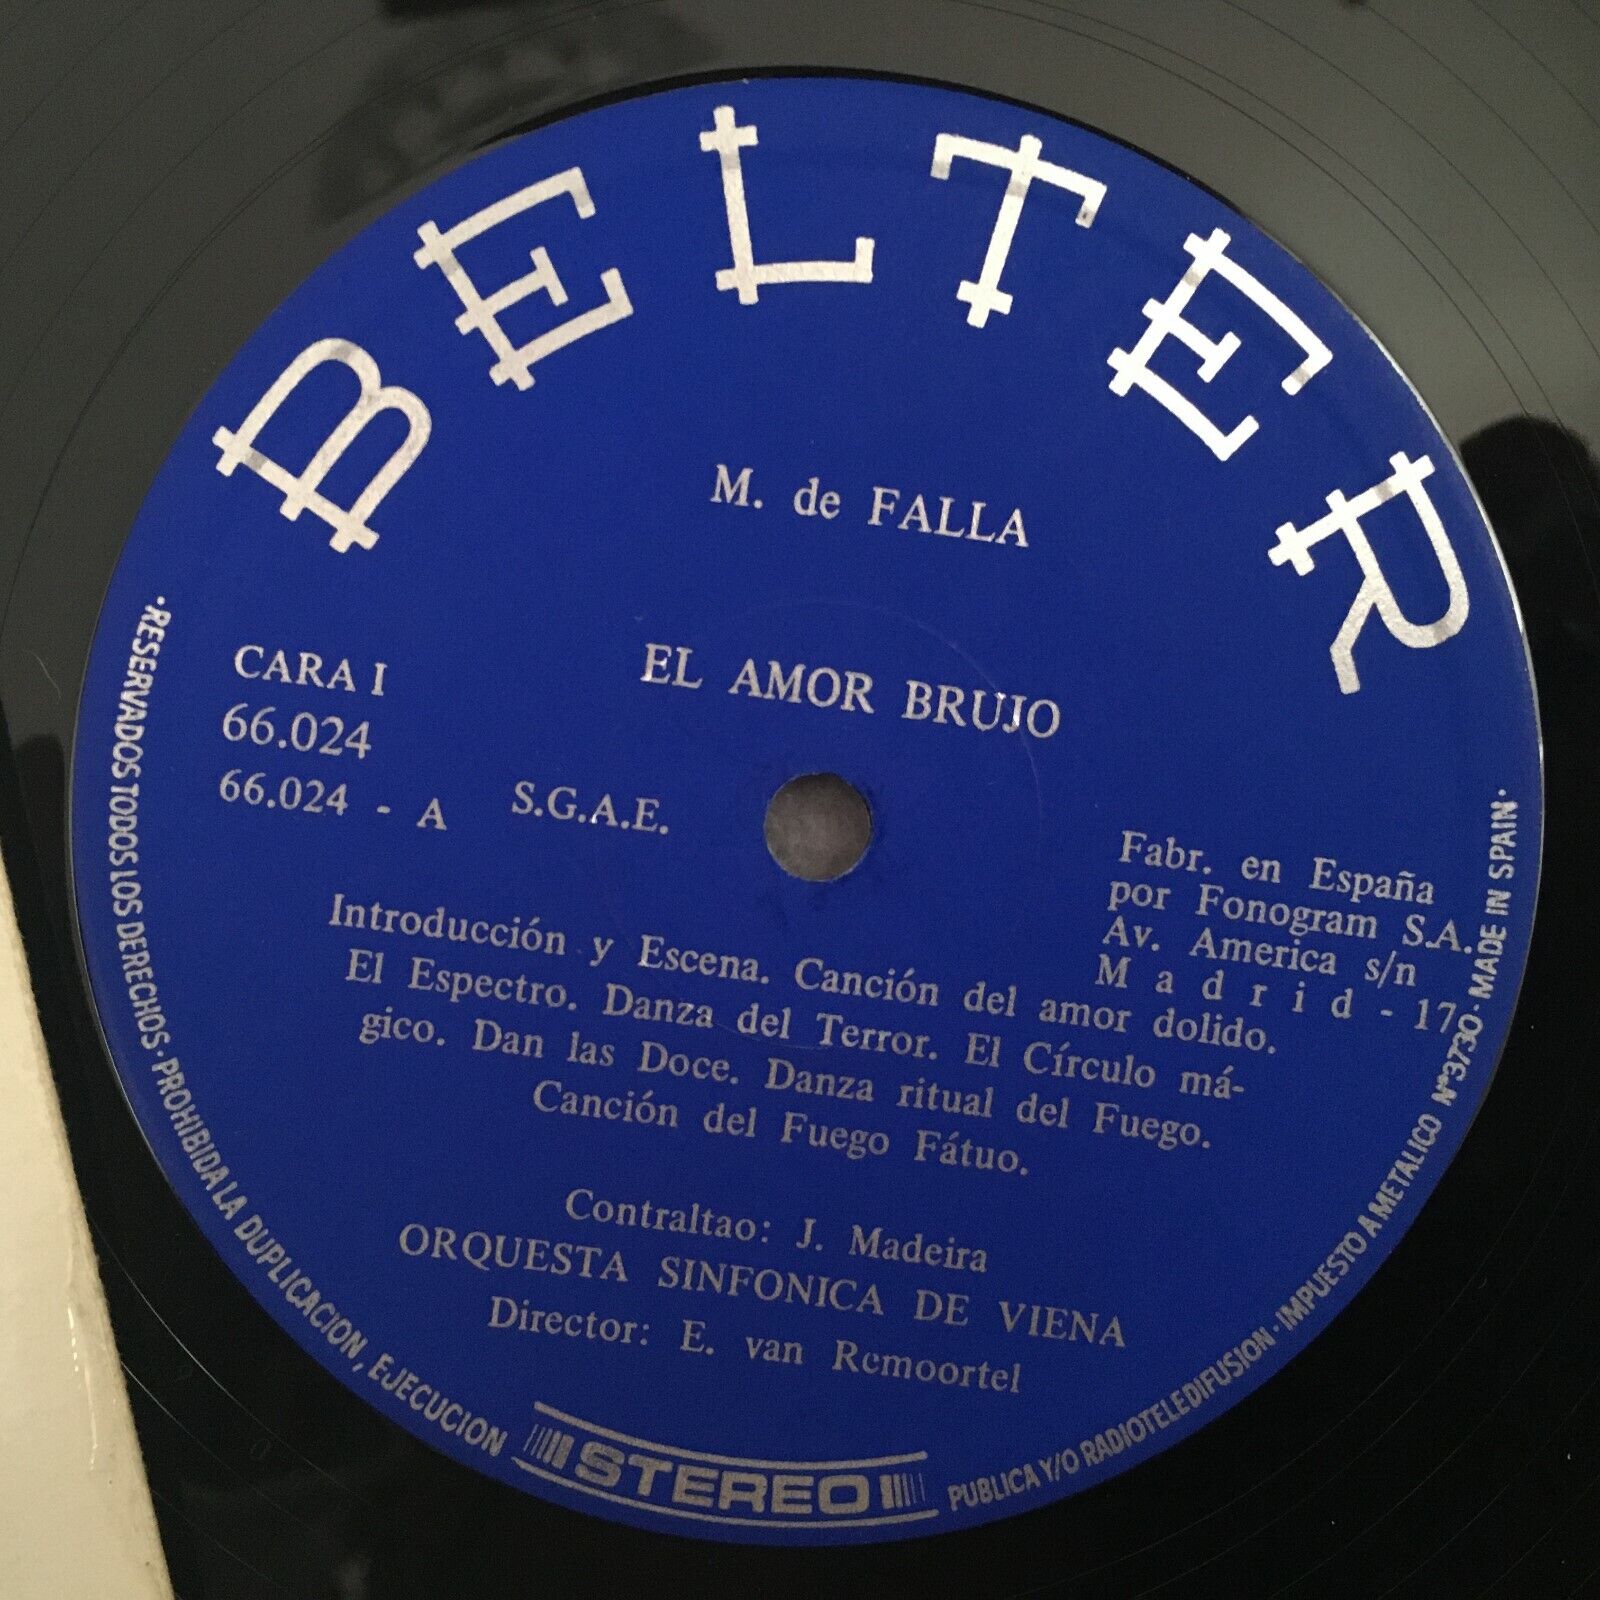 BELTER
M. de FALLA
EL AMOR BRUJO
CARA I
66.024
66.024 - A
S.G.A.E.
Fabr. en España
por Fonogram S.A.
Av. America s/n
Madrid - 17
Introducción y Escena. Canción del amor dolido.
El Espectro. Danza del Terror. El Círculo má-
gico. Dan las Doce. Danza ritual del Fuego.
Canción del Fuego Fátuo.
Contraltao: J. Madeira
ORQUESTA SINFONICA DE VIENA
Director: E. van Remoortel
STEREO
·RESERVADOS TODOS LOS DERECHOS·PROHIBIDA LA DUPLICACION, EJECUCION PUBLICA Y/O RADIOTELEDIFUSION·IMPUESTO A METALICO Nº3730·MADE IN SPAIN·